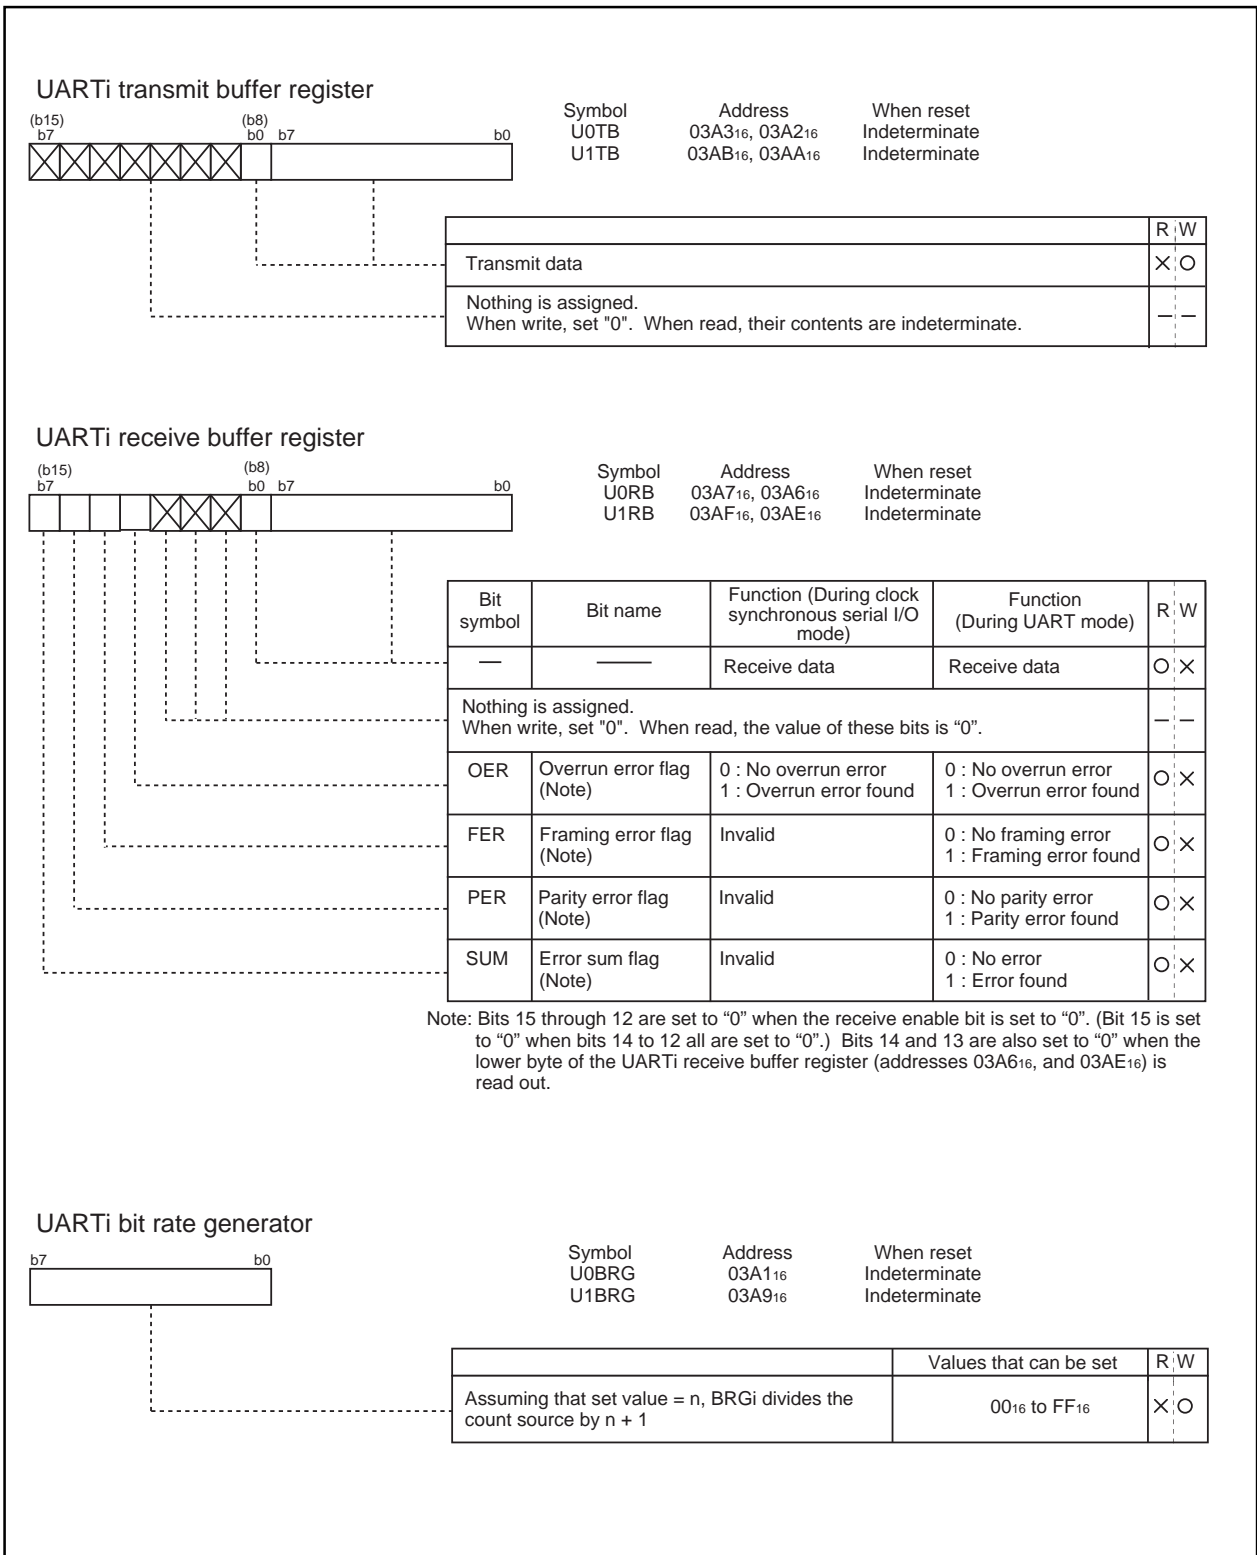 UARTi transmit buffer register
(b15) (b8)
b7 b0 b7 b0
Symbol Address When reset
U0TB 03A316, 03A216 Indeterminate
U1TB 03AB16, 03AA16 Indeterminate
R W
Transmit data X O
Nothing is assigned.
When write, set "0". When read, their contents are indeterminate. — —
UARTi receive buffer register
(b15) (b8)
b7 b0 b7 b0
Symbol Address When reset
U0RB 03A716, 03A616 Indeterminate
U1RB 03AF16, 03AE16 Indeterminate
Bit symbol Bit name Function (During clock synchronous serial I/O mode) Function (During UART mode) R W
— — Receive data Receive data O X
Nothing is assigned.
When write, set "0". When read, the value of these bits is “0”. — —
OER Overrun error flag 0 : No overrun error 0 : No overrun error O X
(Note) 1 : Overrun error found 1 : Overrun error found
FER Framing error flag Invalid 0 : No framing error O X
(Note) 1 : Framing error found
PER Parity error flag Invalid 0 : No parity error O X
(Note) 1 : Parity error found
SUM Error sum flag Invalid 0 : No error O X
(Note) 1 : Error found
Note: Bits 15 through 12 are set to “0” when the receive enable bit is set to “0”. (Bit 15 is set
to “0” when bits 14 to 12 all are set to “0”.) Bits 14 and 13 are also set to “0” when the
lower byte of the UARTi receive buffer register (addresses 03A616, and 03AE16) is
read out.
UARTi bit rate generator
b7 b0
Symbol Address When reset
U0BRG 03A116 Indeterminate
U1BRG 03A916 Indeterminate
Values that can be set R W
Assuming that set value = n, BRGi divides the
count source by n + 1 0016 to FF16 X O